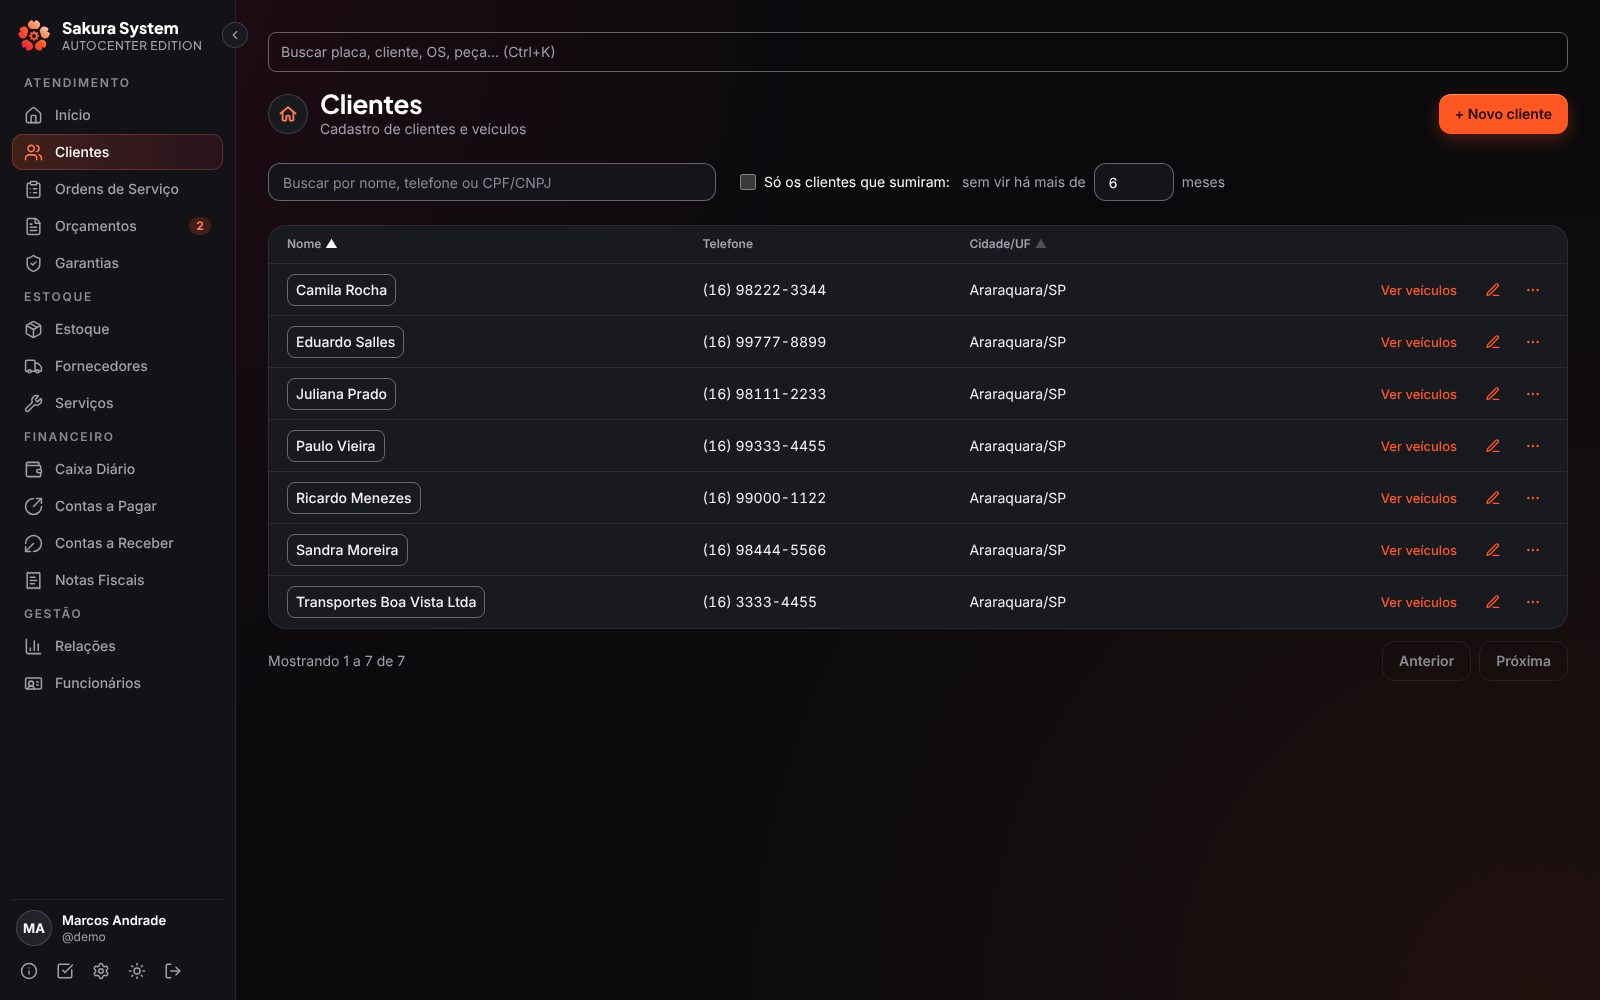 Sakura System
AUTOCENTER EDITION
ATENDIMENTO
Início
Clientes
Ordens de Serviço
Orçamentos 2
Garantias
ESTOQUE
Estoque
Fornecedores
Serviços
FINANCEIRO
Caixa Diário
Contas a Pagar
Contas a Receber
Notas Fiscais
GESTÃO
Relações
Funcionários
MA
Marcos Andrade
@demo
Buscar placa, cliente, OS, peça... (Ctrl+K)
Clientes
Cadastro de clientes e veículos
+ Novo cliente
Buscar por nome, telefone ou CPF/CNPJ
Só os clientes que sumiram: sem vir há mais de 6 meses
Nome ▲ Telefone Cidade/UF ▲
Camila Rocha (16) 98222-3344 Araraquara/SP Ver veículos
Eduardo Salles (16) 99777-8899 Araraquara/SP Ver veículos
Juliana Prado (16) 98111-2233 Araraquara/SP Ver veículos
Paulo Vieira (16) 99333-4455 Araraquara/SP Ver veículos
Ricardo Menezes (16) 99000-1122 Araraquara/SP Ver veículos
Sandra Moreira (16) 98444-5566 Araraquara/SP Ver veículos
Transportes Boa Vista Ltda (16) 3333-4455 Araraquara/SP Ver veículos
Mostrando 1 a 7 de 7
Anterior Próxima